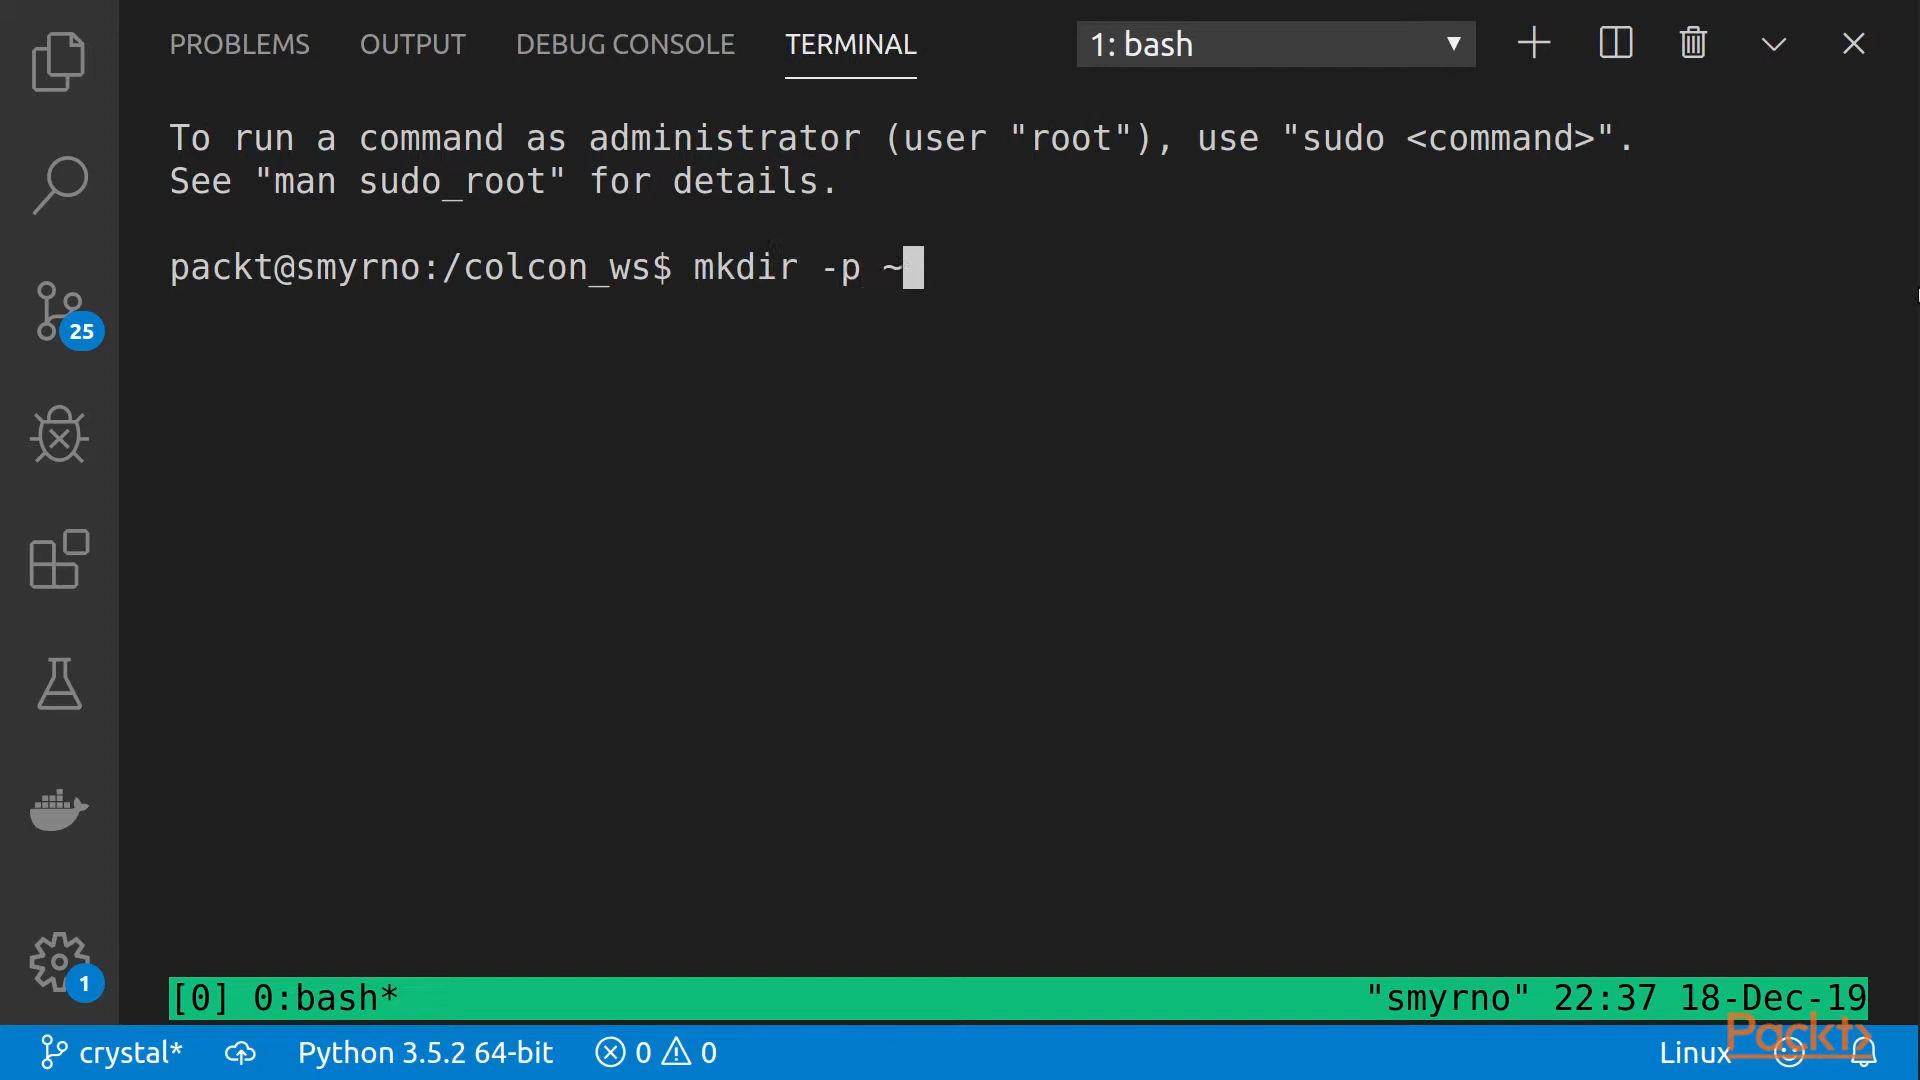 PROBLEMS OUTPUT DEBUG CONSOLE TERMINAL 1: bash
To run a command as administrator (user "root"), use "sudo <command>".
See "man sudo_root" for details.
packt@smyrno:/colcon_ws$ mkdir -p ~
25
1
[0] 0:bash* "smyrno" 22:37 18-Dec-19
crystal* Python 3.5.2 64-bit 0 0 Linux
Packt